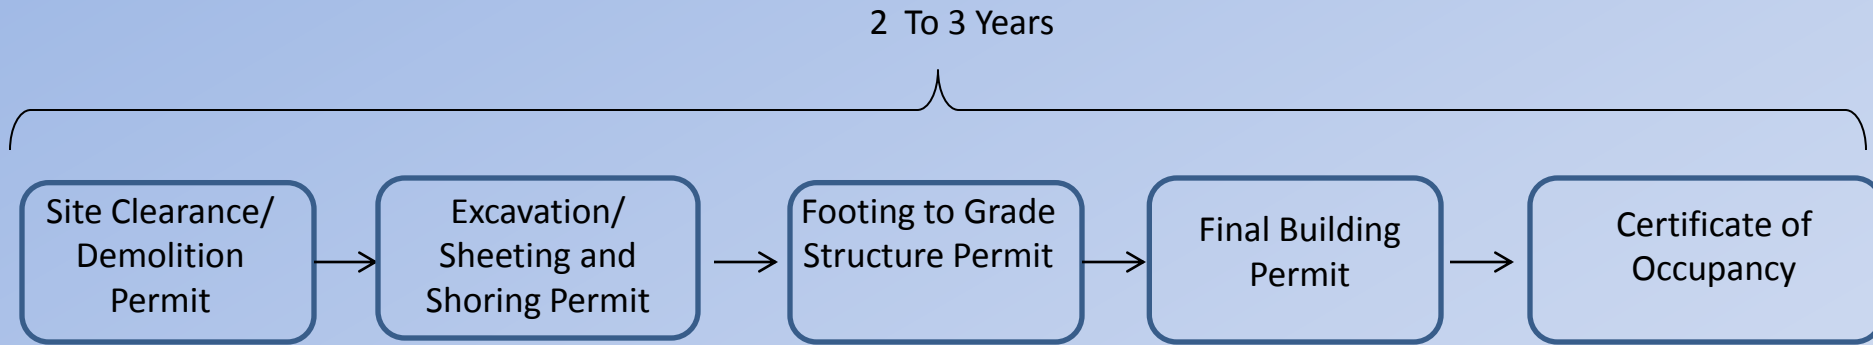 2 To 3 Years
Site Clearance/
Demolition
Permit
Excavation/
Sheeting and
Shoring Permit
Footing to Grade
Structure Permit
Final Building
Permit
Certificate of
Occupancy